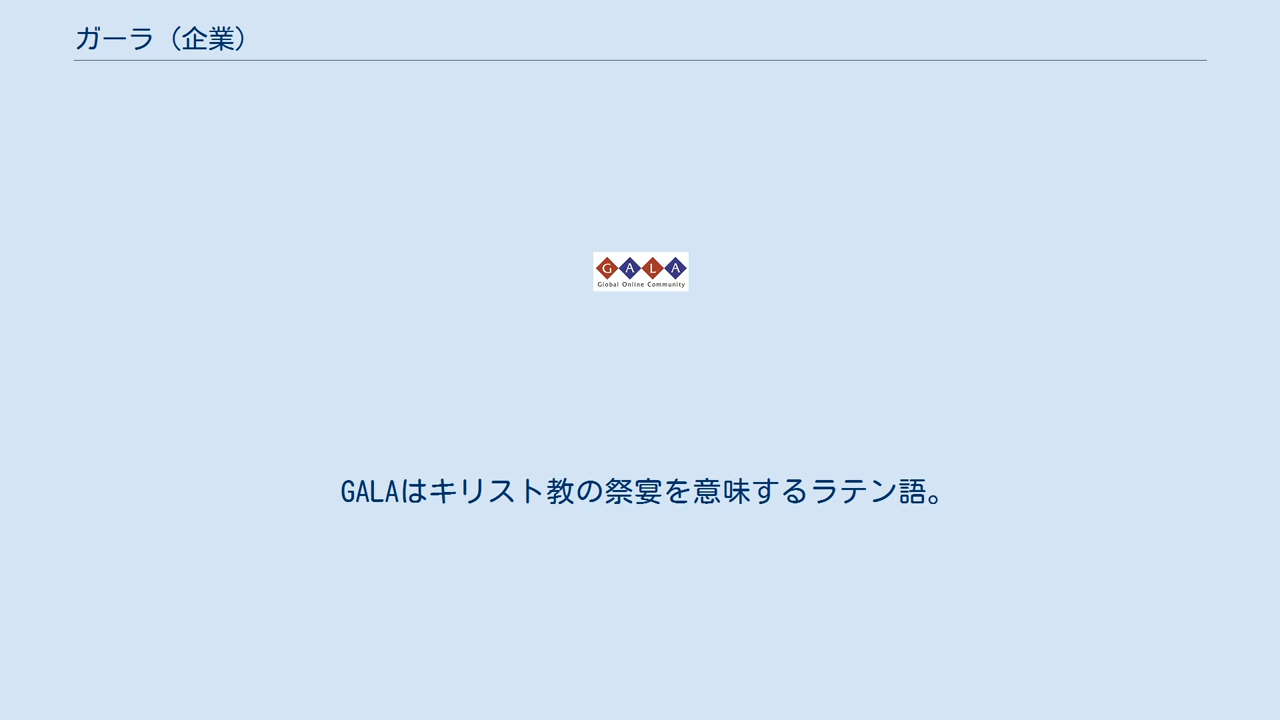 ガーラ（企業）
GALA
Global Online Community
GALAはキリスト教の祭宴を意味するラテン語。